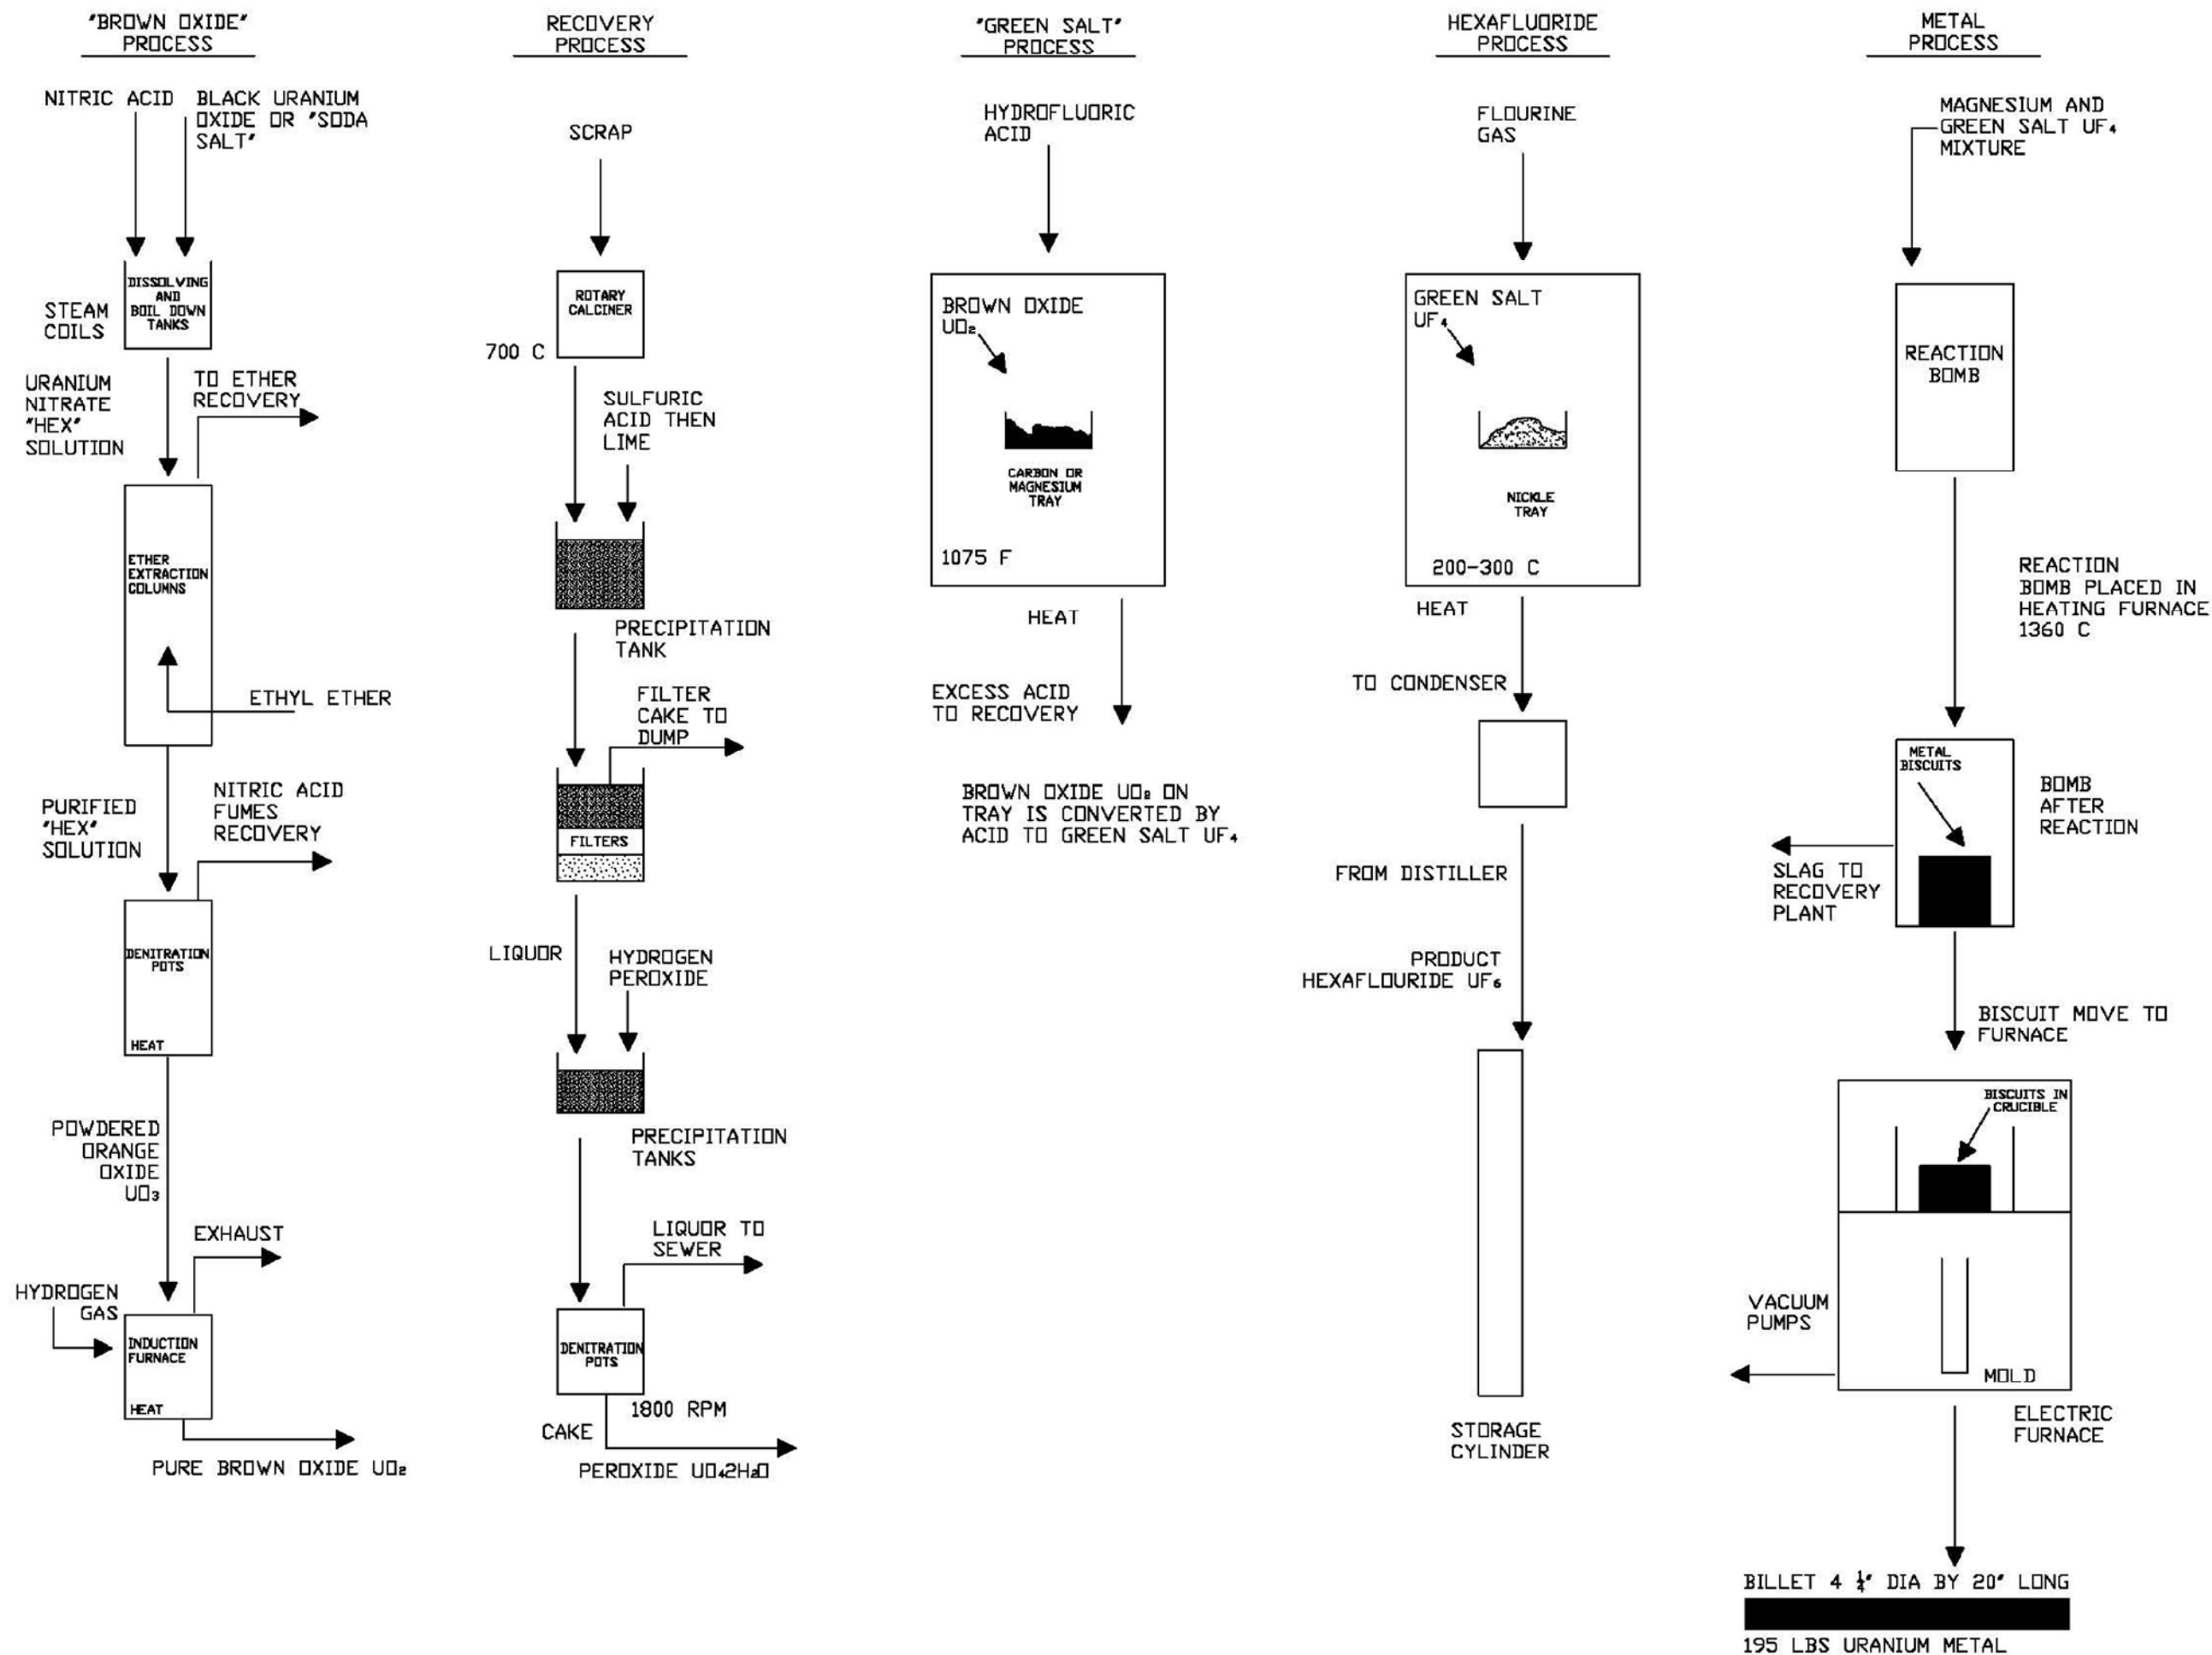 "BROWN OXIDE"
PROCESS
NITRIC ACID
BLACK URANIUM
OXIDE OR "SODA
SALT"
DISSOLVING
AND
BOIL DOWN
TANKS
STEAM
COILS
URANIUM
NITRATE
"HEX"
SOLUTION
TO ETHER
RECOVERY
ETHER
EXTRACTION
COLUMNS
ETHYL ETHER
PURIFIED
"HEX"
SOLUTION
NITRIC ACID
FUMES
RECOVERY
DENITRATION
POTS
HEAT
POWDERED
ORANGE
OXIDE
UO₃
EXHAUST
HYDROGEN
GAS
INDUCTION
FURNACE
HEAT
PURE BROWN OXIDE UO₂
RECOVERY
PROCESS
SCRAP
ROTARY
CALCINER
700 C
SULFURIC
ACID THEN
LIME
PRECIPITATION
TANK
FILTER
CAKE TO
DUMP
FILTERS
LIQUOR
HYDROGEN
PEROXIDE
PRECIPITATION
TANKS
LIQUOR TO
SEWER
DENITRATION
POTS
1800 RPM
CAKE
PEROXIDE UO₄2H₂O
"GREEN SALT"
PROCESS
HYDROFLUORIC
ACID
BROWN OXIDE
UO₂
CARBON OR
MAGNESIUM
TRAY
1075 F
HEAT
EXCESS ACID
TO RECOVERY
BROWN OXIDE UO₂ ON
TRAY IS CONVERTED BY
ACID TO GREEN SALT UF₄
HEXAFLUORIDE
PROCESS
FLOURINE
GAS
GREEN SALT
UF₄
NICKLE
TRAY
200-300 C
HEAT
TO CONDENSER
FROM DISTILLER
PRODUCT
HEXAFLOURIDE UF₆
STORAGE
CYLINDER
METAL
PROCESS
MAGNESIUM AND
GREEN SALT UF₄
MIXTURE
REACTION
BOMB
REACTION
BOMB PLACED IN
HEATING FURNACE
1360 C
METAL
BISCUITS
BOMB
AFTER
REACTION
SLAG TO
RECOVERY
PLANT
BISCUIT MOVE TO
FURNACE
BISCUITS IN
CRUCIBLE
VACUUM
PUMPS
MOLD
ELECTRIC
FURNACE
BILLET 4 ¼" DIA BY 20" LONG
195 LBS URANIUM METAL